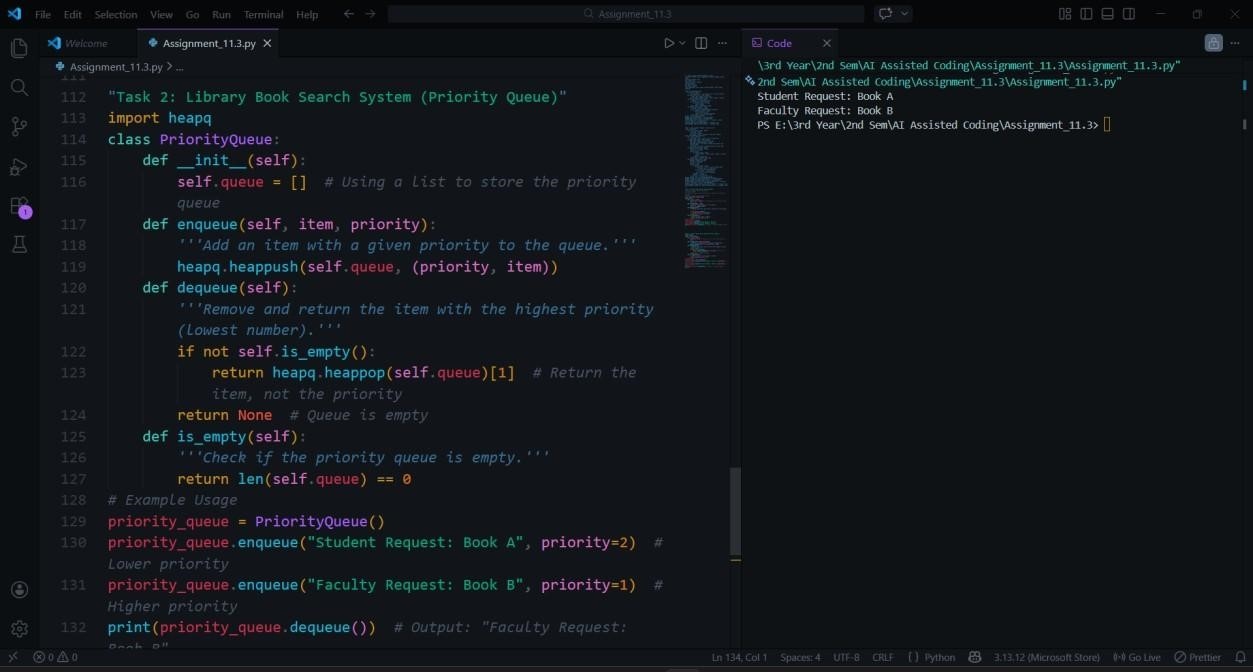 File Edit Selection View Go Run Terminal Help
Assignment_11.3
Welcome
Assignment_11.3.py
Assignment_11.3.py > ...
111
112 "Task 2: Library Book Search System (Priority Queue)"
113 import heapq
114 class PriorityQueue:
115 def __init__(self):
116 self.queue = [] # Using a list to store the priority
queue
117 def enqueue(self, item, priority):
118 '''Add an item with a given priority to the queue.'''
119 heapq.heappush(self.queue, (priority, item))
120 def dequeue(self):
121 '''Remove and return the item with the highest priority
(lowest number).'''
122 if not self.is_empty():
123 return heapq.heappop(self.queue)[1] # Return the
item, not the priority
124 return None # Queue is empty
125 def is_empty(self):
126 '''Check if the priority queue is empty.'''
127 return len(self.queue) == 0
128 # Example Usage
129 priority_queue = PriorityQueue()
130 priority_queue.enqueue("Student Request: Book A", priority=2) #
Lower priority
131 priority_queue.enqueue("Faculty Request: Book B", priority=1) #
Higher priority
132 print(priority_queue.dequeue()) # Output: "Faculty Request:
Book B"
Code
\3rd Year\2nd Sem\AI Assisted Coding\Assignment_11.3\Assignment_11.3.py"
2nd Sem\AI Assisted Coding\Assignment_11.3\Assignment_11.3.py"
Student Request: Book A
Faculty Request: Book B
PS E:\3rd Year\2nd Sem\AI Assisted Coding\Assignment_11.3>
1
0 0
Ln 134, Col 1 Spaces: 4 UTF-8 CRLF { } Python 3.13.12 (Microsoft Store) Go Live Prettier